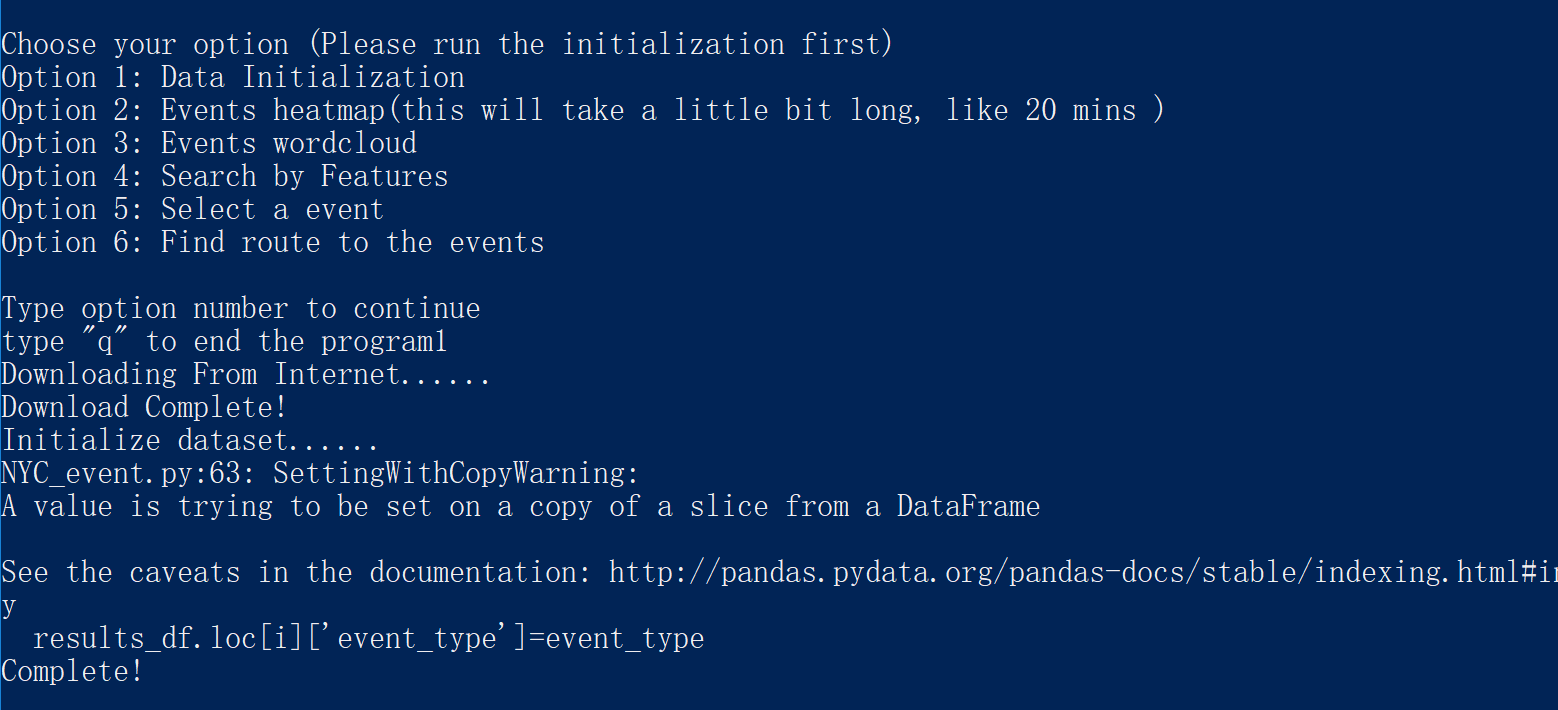 Choose your option (Please run the initialization first)
Option 1: Data Initialization
Option 2: Events heatmap(this will take a little bit long, like 20 mins )
Option 3: Events wordcloud
Option 4: Search by Features
Option 5: Select a event
Option 6: Find route to the events
Type option number to continue
type "q" to end the program1
Downloading From Internet......
Download Complete!
Initialize dataset......
NYC_event.py:63: SettingWithCopyWarning:
A value is trying to be set on a copy of a slice from a DataFrame
See the caveats in the documentation: http://pandas.pydata.org/pandas-docs/stable/indexing.html#in
y
results_df.loc[i]['event_type']=event_type
Complete!